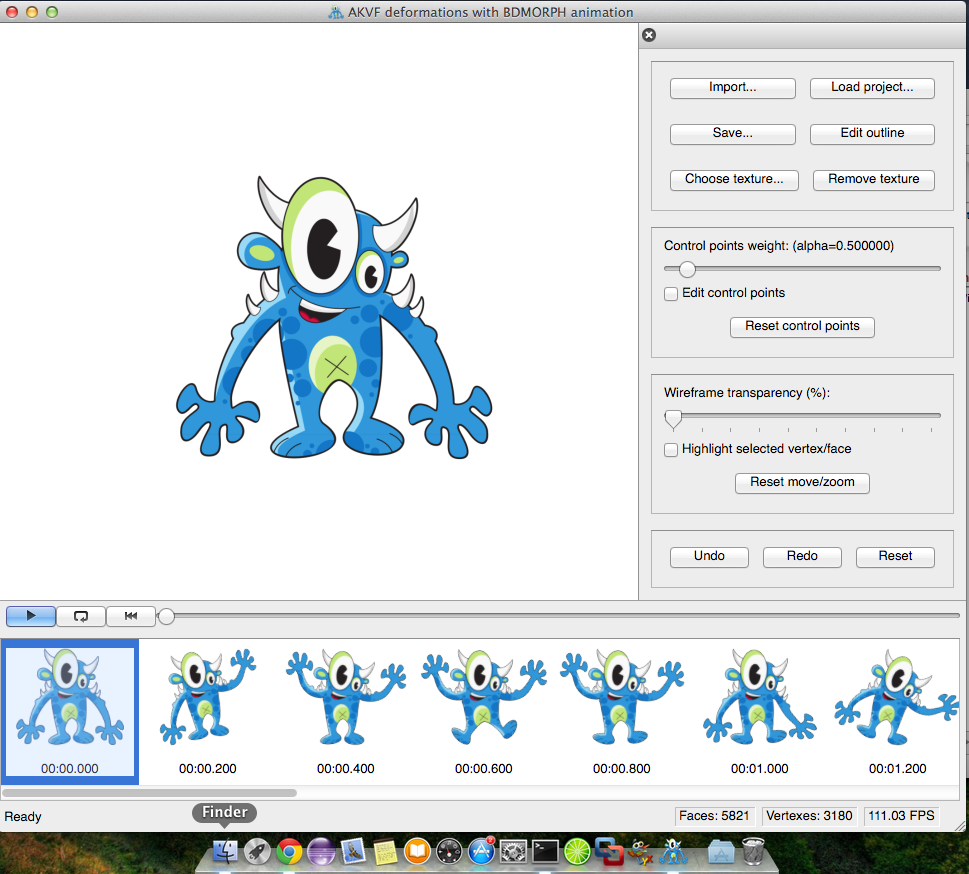 AKVF deformations with BDMORPH animation
Import... Load project...
Save... Edit outline
Choose texture... Remove texture
Control points weight: (alpha=0.500000)
Edit control points
Reset control points
Wireframe transparency (%):
Highlight selected vertex/face
Reset move/zoom
Undo Redo Reset
00:00.000 00:00.200 00:00.400 00:00.600 00:00.800 00:01.000 00:01.200
Ready Faces: 5821 Vertexes: 3180 111.03 FPS
Finder